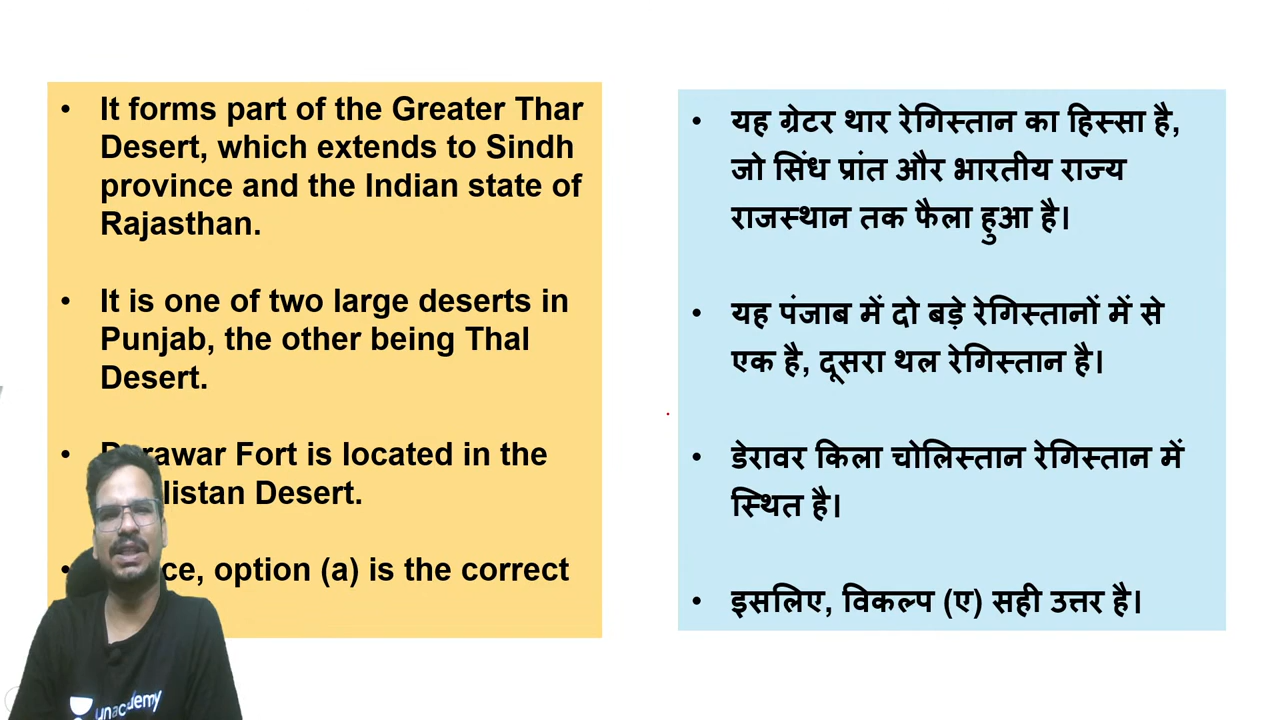 • It forms part of the Greater Thar
Desert, which extends to Sindh
province and the Indian state of
Rajasthan.
• It is one of two large deserts in
Punjab, the other being Thal
Desert.
• Fort is located in the
Desert.
option (a) is the correct
• यह ग्रेटर थार रेगिस्तान का हिस्सा है,
जो सिंध प्रांत और भारतीय राज्य
राजस्थान तक फैला हुआ है।
• यह पंजाब में दो बड़े रेगिस्तानों में से
एक है, दूसरा थल रेगिस्तान है।
• डेरावर किला चोलिस्तान रेगिस्तान में
स्थित है।
• इसलिए, विकल्प (ए) सही उत्तर है।
unacademy